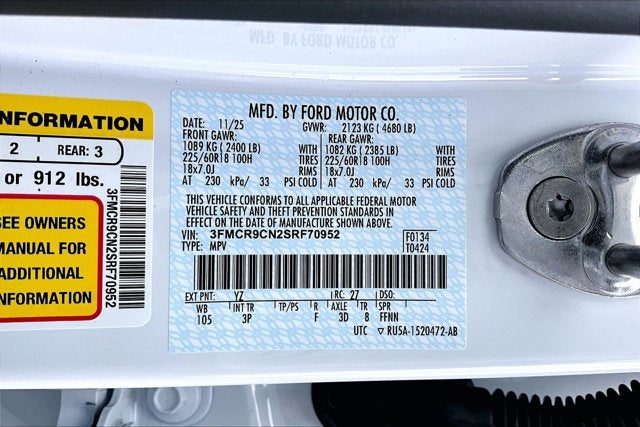 NFORMATION
2 REAR: 3
or 912 lbs.
SEE OWNERS
MANUAL FOR
ADDITIONAL
INFORMATION
3FMCR9CN2SRF70952
MFD. BY FORD MOTOR CO.
MFD. BY FORD MOTOR CO.
DATE: 11/25 GVWR: 2123 KG ( 4680 LB)
FRONT GAWR: REAR GAWR:
1089 KG ( 2400 LB) WITH 1082 KG ( 2385 LB) WITH
225/60R18 100H TIRES 225/60R18 100H TIRES
18x7.0J RIMS 18x7.0J RIMS
AT 230 kPa/ 33 PSI COLD AT 230 kPa/ 33 PSI COLD
THIS VEHICLE CONFORMS TO ALL APPLICABLE FEDERAL MOTOR
VEHICLE SAFETY AND THEFT PREVENTION STANDARDS IN
EFFECT ON THE DATE OF MANUFACTURE SHOWN ABOVE.
VIN: 3FMCR9CN2SRF70952 F0134
TYPE: MPV T0424
EXT PNT: YZ RC: 27 DSO:
WB INT TR TP/PS R AXLE TR SPR
105 3P F 3D 8 FFNN
UTC ▽ RU5A-1520472-AB